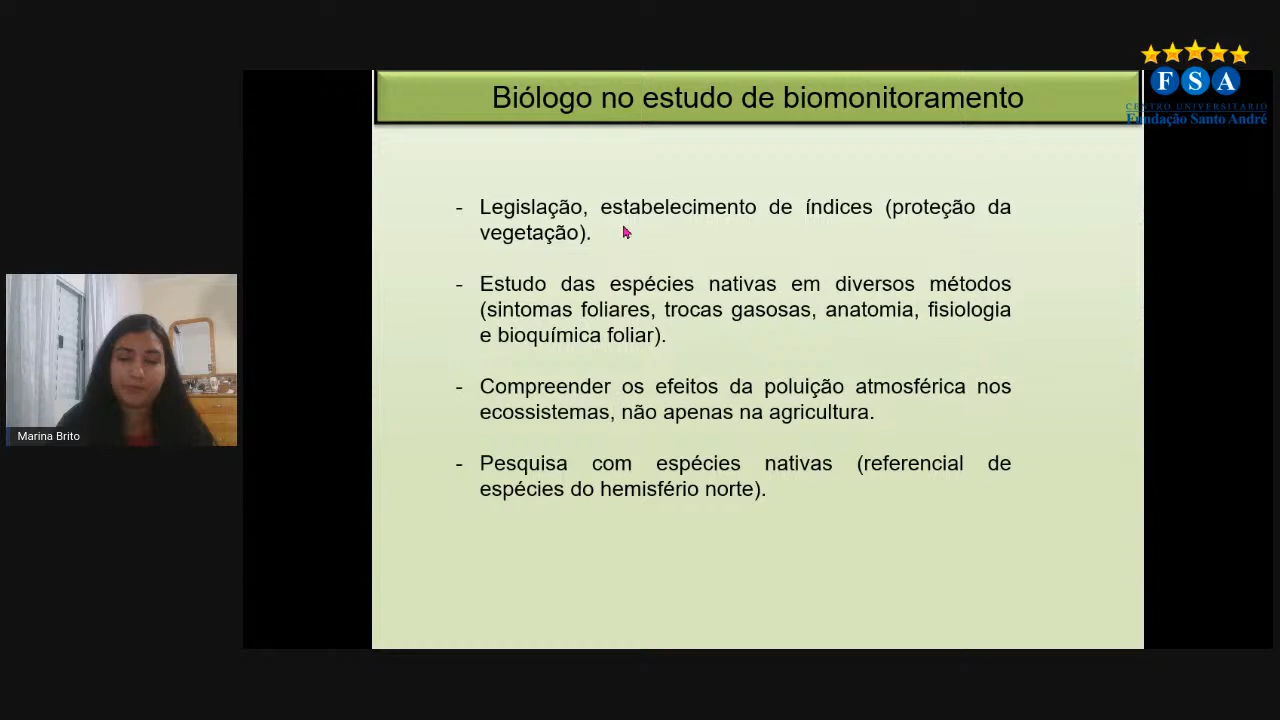 Biólogo no estudo de biomonitoramento
F S A
CENTRO UNIVERSITÁRIO
Fundação Santo André
- Legislação, estabelecimento de índices (proteção da
vegetação).
- Estudo das espécies nativas em diversos métodos
(sintomas foliares, trocas gasosas, anatomia, fisiologia
e bioquímica foliar).
- Compreender os efeitos da poluição atmosférica nos
ecossistemas, não apenas na agricultura.
- Pesquisa com espécies nativas (referencial de
espécies do hemisfério norte).
Marina Brito